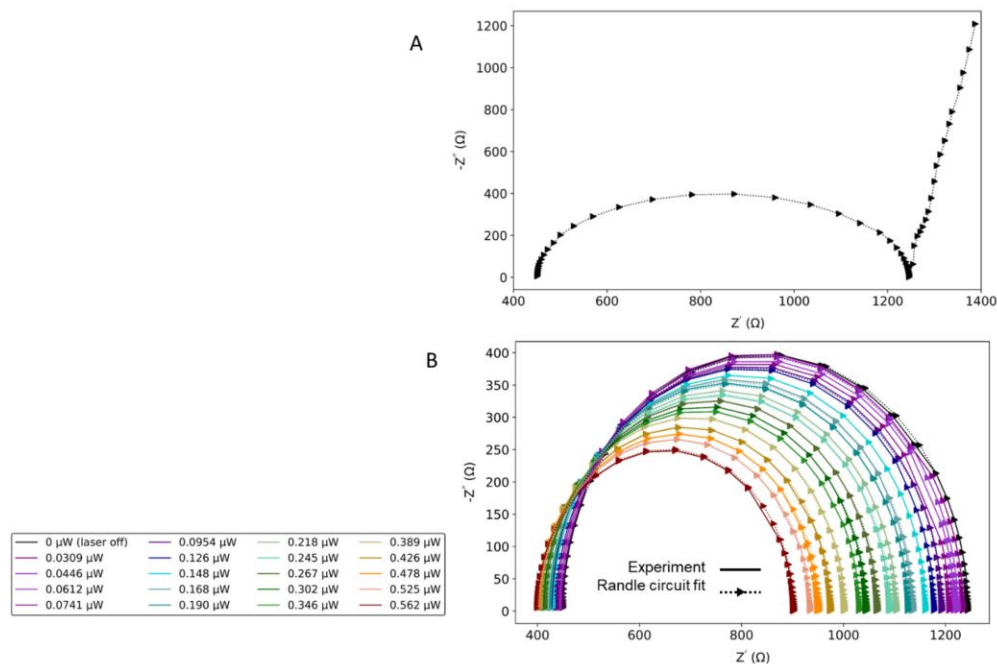 A
1200
1000
800
600
400
200
0
-Z″ (Ω)
400 600 800 1000 1200 1400
Z′ (Ω)
B
400
350
300
250
200
150
100
50
0
-Z″ (Ω)
Experiment
Randle circuit fit
400 600 800 1000 1200
Z′ (Ω)
0 μW (laser off) 0.0954 μW 0.218 μW 0.389 μW
0.0309 μW 0.126 μW 0.245 μW 0.426 μW
0.0446 μW 0.148 μW 0.267 μW 0.478 μW
0.0612 μW 0.168 μW 0.302 μW 0.525 μW
0.0741 μW 0.190 μW 0.346 μW 0.562 μW